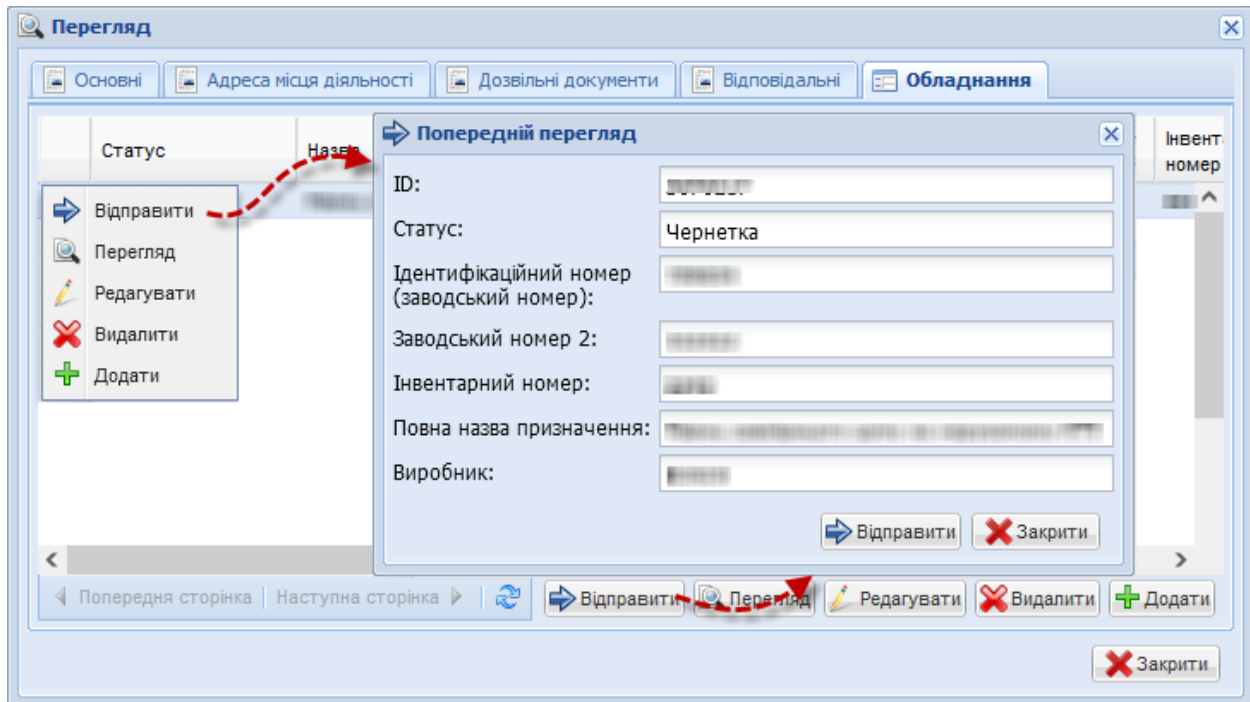 Перегляд
Основні Адреса місця діяльності Дозвільні документи Відповідальні Обладнання
Статус Назва
номер
Відправити
Перегляд
Редагувати
Видалити
Додати
Попередній перегляд
ID:
Статус: Чернетка
Ідентифікаційний номер
(заводський номер):
Заводський номер 2:
Інвентарний номер:
Повна назва призначення:
Виробник:
Відправити Закрити
Попередня сторінка Наступна сторінка Відправити Перегляд Редагувати Видалити Додати
Закрити